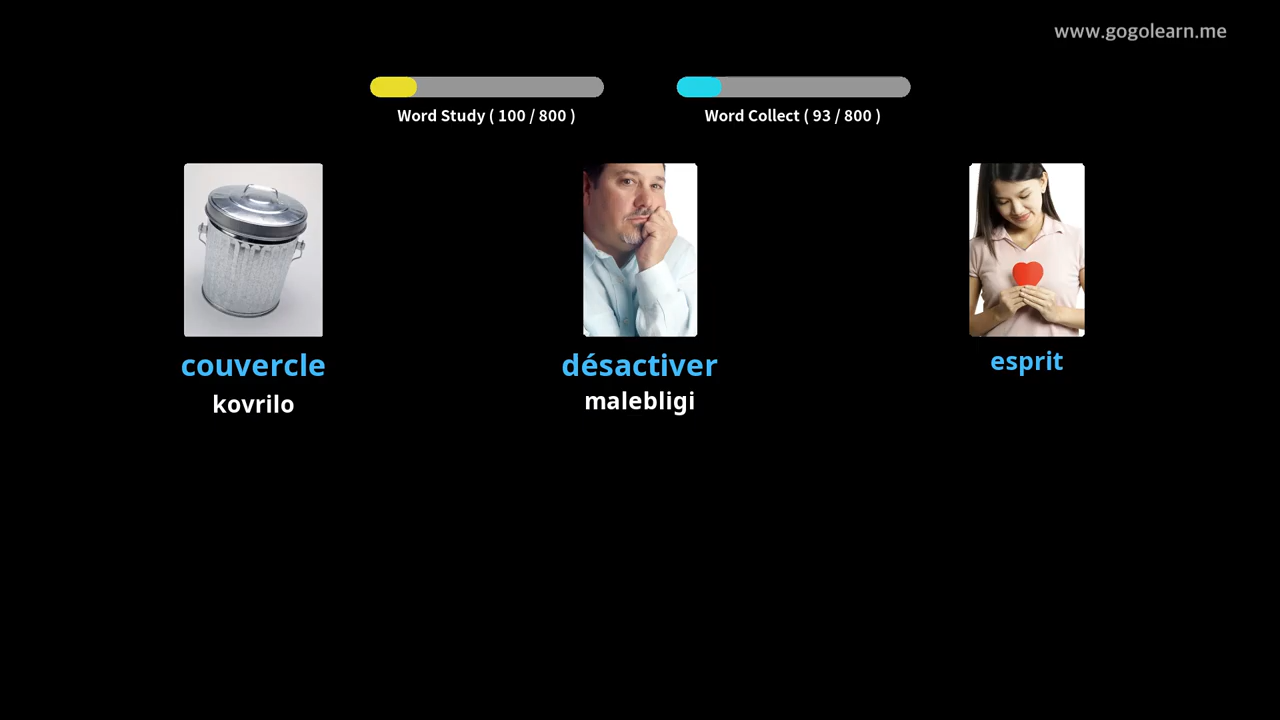 www.gogolearn.me
Word Study ( 100 / 800 )
Word Collect ( 93 / 800 )
couvercle
kovrilo
désactiver
malebligi
esprit